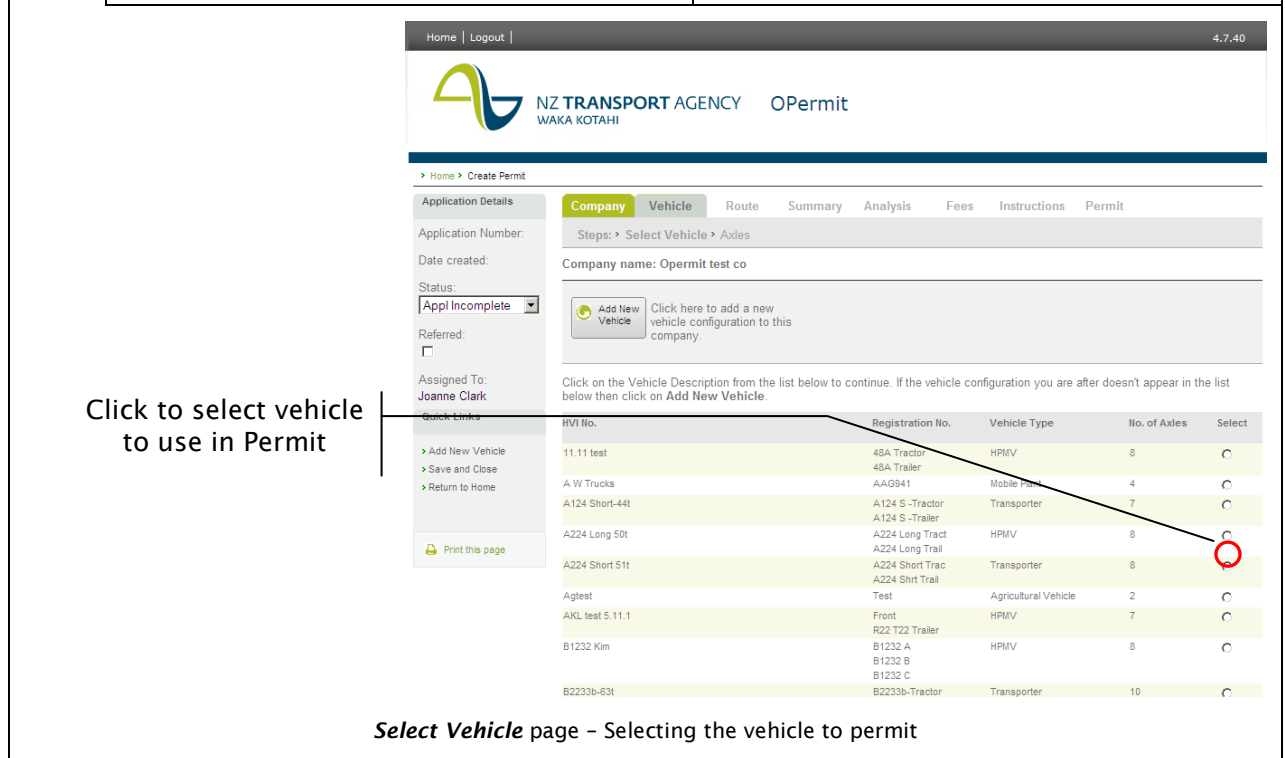 Home | Logout | 4.7.40
NZ TRANSPORT AGENCY OPermit
WAKA KOTAHI
> Home > Create Permit
Application Details
Company Vehicle Route Summary Analysis Fees Instructions Permit
Application Number:
Steps: > Select Vehicle > Axles
Date created:
Company name: Opermit test co
Status:
Appl Incomplete
Add New Vehicle
Click here to add a new
vehicle configuration to this
company.
Referred:
Assigned To:
Joanne Clark
Click on the Vehicle Description from the list below to continue. If the vehicle configuration you are after doesn't appear in the list
below then click on Add New Vehicle.
Click to select vehicle
to use in Permit
Quick Links
> Add New Vehicle
> Save and Close
> Return to Home
Print this page
HVI No. Registration No. Vehicle Type No. of Axles Select
11.11 test 48A Tractor HPMV 8
48A Trailer
A W Trucks AAG941 Mobile Plant 4
A124 Short-44t A124 S -Tractor Transporter 7
A124 S -Trailer
A224 Long 50t A224 Long Tract HPMV 8
A224 Long Trail
A224 Short 51t A224 Short Trac Transporter 8
A224 Shrt Trail
Agtest Test Agricultural Vehicle 2
AKL test 5.11.1 Front HPMV 7
R22 T22 Trailer
B1232 Kim B1232 A HPMV 8
B1232 B
B1232 C
B2233b-63t B2233b-Tractor Transporter 10
Select Vehicle page – Selecting the vehicle to permit